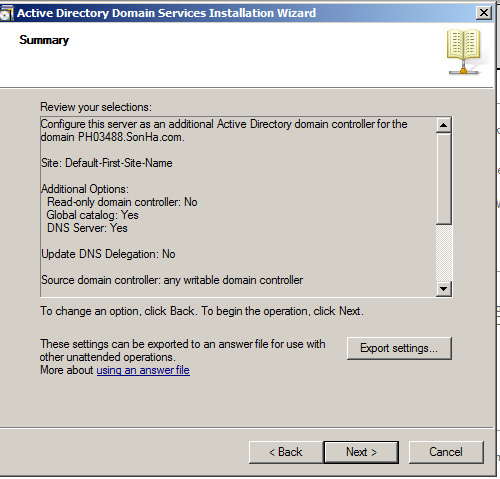 Active Directory Domain Services Installation Wizard
Summary
Review your selections:
Configure this server as an additional Active Directory domain controller for the
domain PH03488.SonHa.com.
Site: Default-First-Site-Name
Additional Options:
Read-only domain controller: No
Global catalog: Yes
DNS Server: Yes
Update DNS Delegation: No
Source domain controller: any writable domain controller
To change an option, click Back. To begin the operation, click Next.
These settings can be exported to an answer file for use with
other unattended operations.
More about using an answer file
Export settings...
< Back
Next >
Cancel